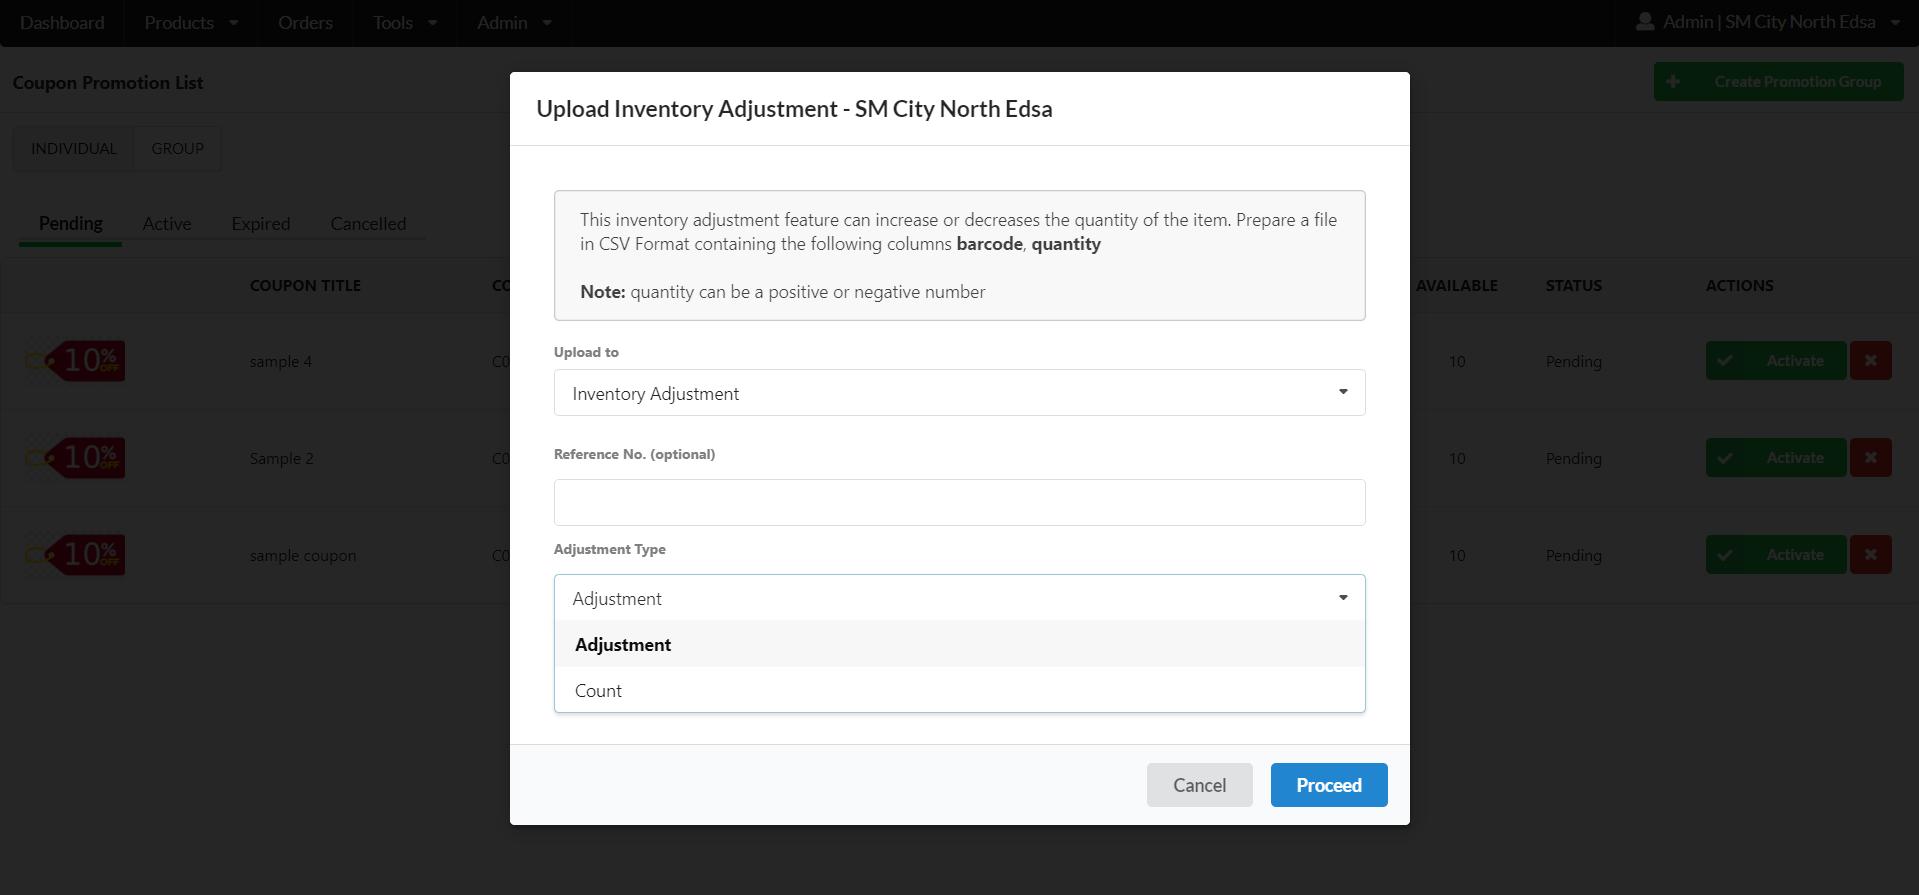 Dashboard Products Orders Tools Admin Admin | SM City North Edsa
Coupon Promotion List
Create Promotion Group
INDIVIDUAL GROUP
Pending Active Expired Cancelled
COUPON TITLE AVAILABLE STATUS ACTIONS
10% OFF sample 4 10 Pending Activate
10% OFF Sample 2 10 Pending Activate
10% OFF sample coupon 10 Pending Activate
Upload Inventory Adjustment - SM City North Edsa
This inventory adjustment feature can increase or decreases the quantity of the item. Prepare a file
in CSV Format containing the following columns barcode, quantity
Note: quantity can be a positive or negative number
Upload to
Inventory Adjustment
Reference No. (optional)
Adjustment Type
Adjustment
Adjustment
Count
Cancel Proceed